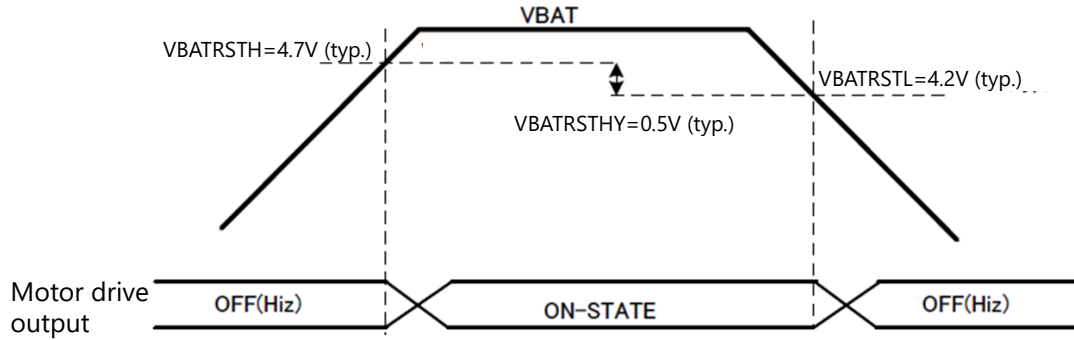 VBAT
VBATRSTH=4.7V (typ.)
VBATRSTL=4.2V (typ.)
VBATRSTHY=0.5V (typ.)
Motor drive
output
OFF(Hiz)
ON-STATE
OFF(Hiz)